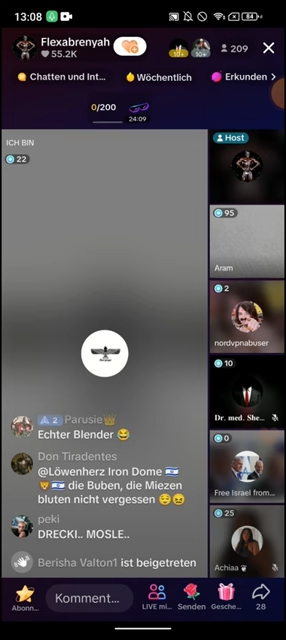 13:08
84
Flexabrenyah
55.2K
10+
10+
209
Chatten und Int...
Wöchentlich
Erkunden
0/200
24:09
ICH BIN
22
Host
95
Aram
2
nordvpnabuser
10
Dr. med. She...
0
Free Israel from...
25
Achiaa
2 Parusie
Echter Blender 😂
Don Tiradentes
@Löwenherz Iron Dome 🇮🇱
🦁🇮🇱 die Buben, die Miezen
bluten nicht vergessen 😌😖
peki
DRECKI.. MOSLE..
Berisha Valton1 ist beigetreten
Abonn...
Komment...
LIVE mi...
Senden
Gesche...
28